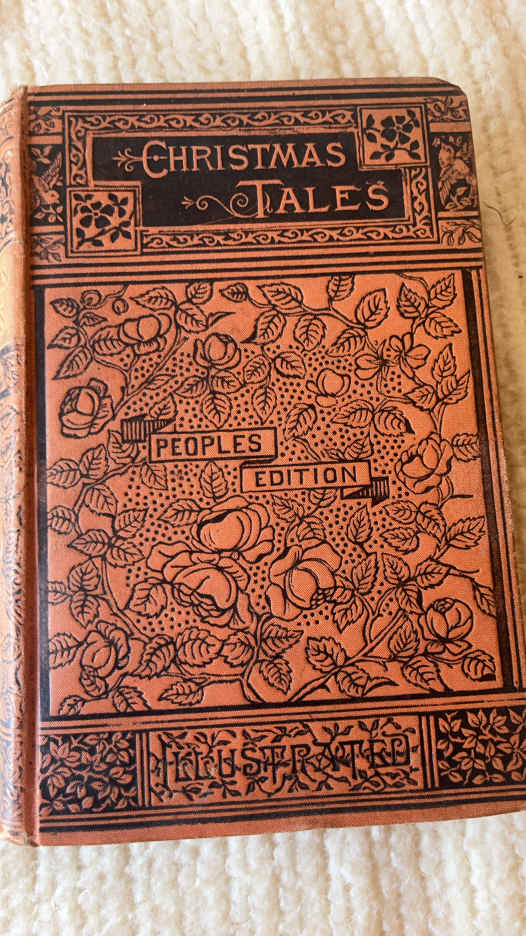 CHRISTMAS
TALES
PEOPLES
EDITION
ILLUSTRATED